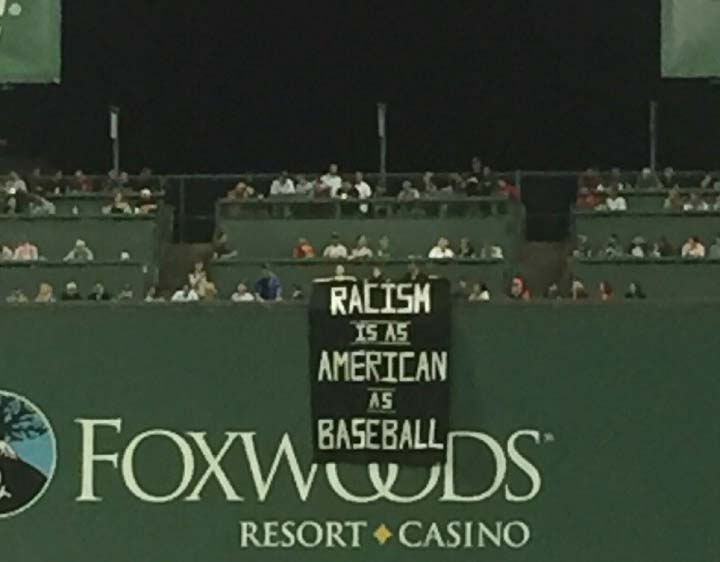 RACISM
IS AS
AMERICAN
AS
BASEBALL
FOXWOODS
RESORT CASINO